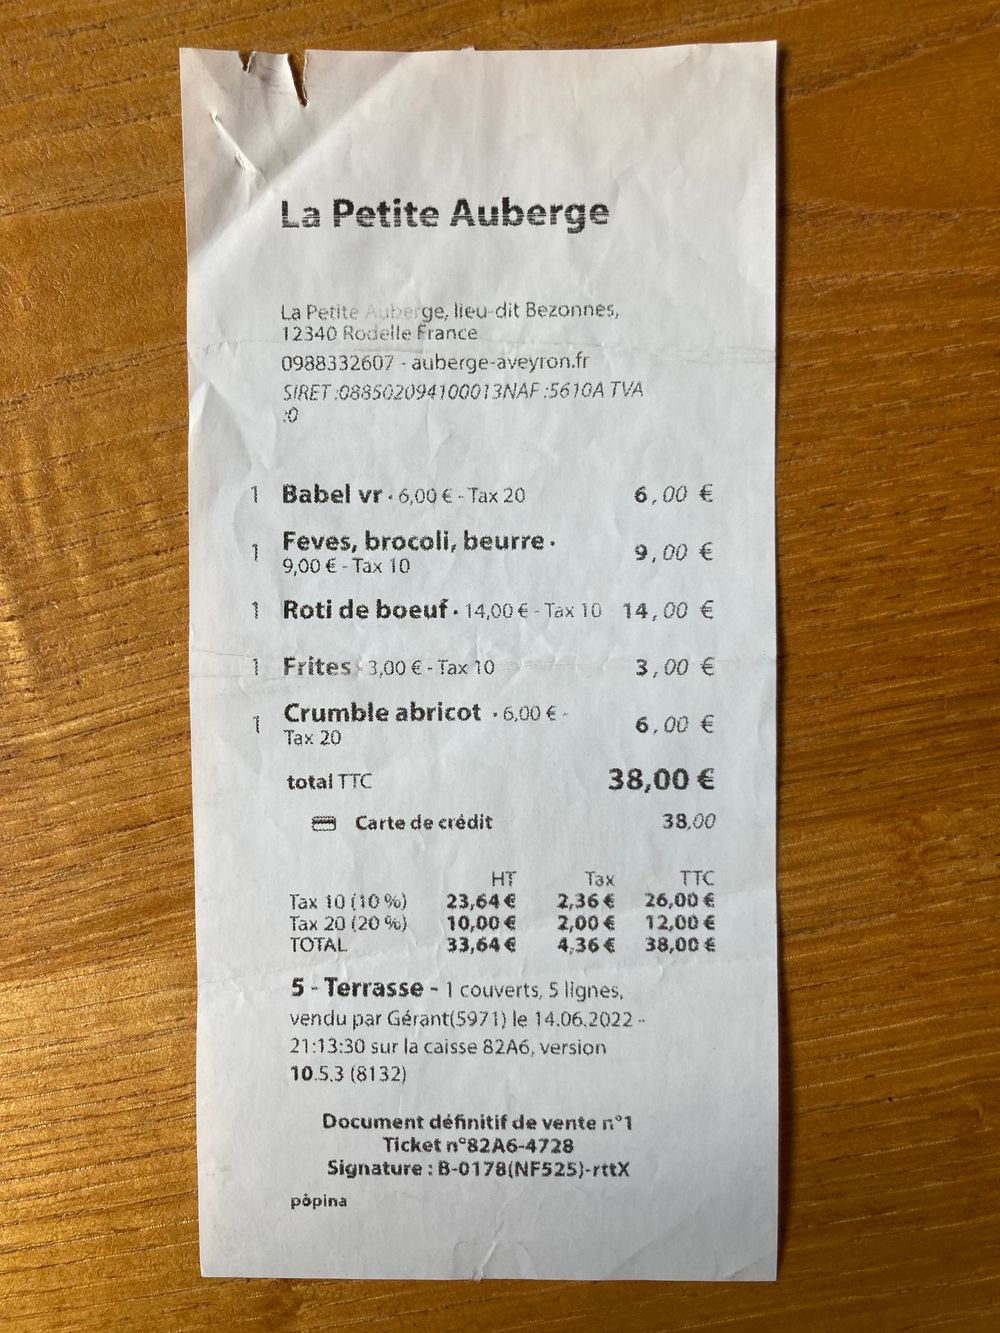 La Petite Auberge
La Petite Auberge, lieu-dit Bezonnes,
12340 Rodelle France
0988332607 - auberge-aveyron.fr
SIRET :088502094100013NAF :5610A TVA
:0
1 Babel vr · 6,00 € - Tax 20 6,00 €
1 Feves, brocoli, beurre · 9,00 €
9,00 € - Tax 10
1 Roti de boeuf · 14,00 € - Tax 10 14,00 €
1 Frites · 3,00 € - Tax 10 3,00 €
1 Crumble abricot · 6,00 € - 6,00 €
Tax 20
total TTC 38,00 €
Carte de crédit 38,00
HT Tax TTC
Tax 10 (10 %) 23,64 € 2,36 € 26,00 €
Tax 20 (20 %) 10,00 € 2,00 € 12,00 €
TOTAL 33,64 € 4,36 € 38,00 €
5 - Terrasse - 1 couverts, 5 lignes,
vendu par Gérant(5971) le 14.06.2022 -
21:13:30 sur la caisse 82A6, version
10.5.3 (8132)
Document définitif de vente n°1
Ticket n°82A6-4728
Signature : B-0178(NF525)-rttX
pôpina